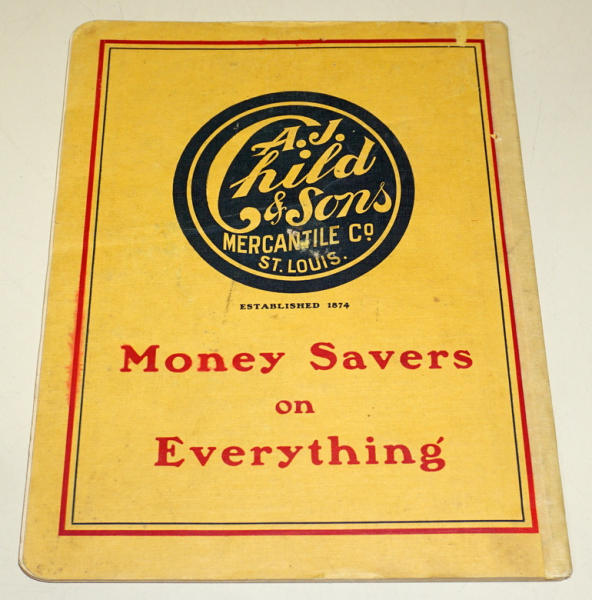 A. J.
Child
& Sons
MERCANTILE Co
ST. LOUIS.
ESTABLISHED 1874
Money Savers
on
Everything